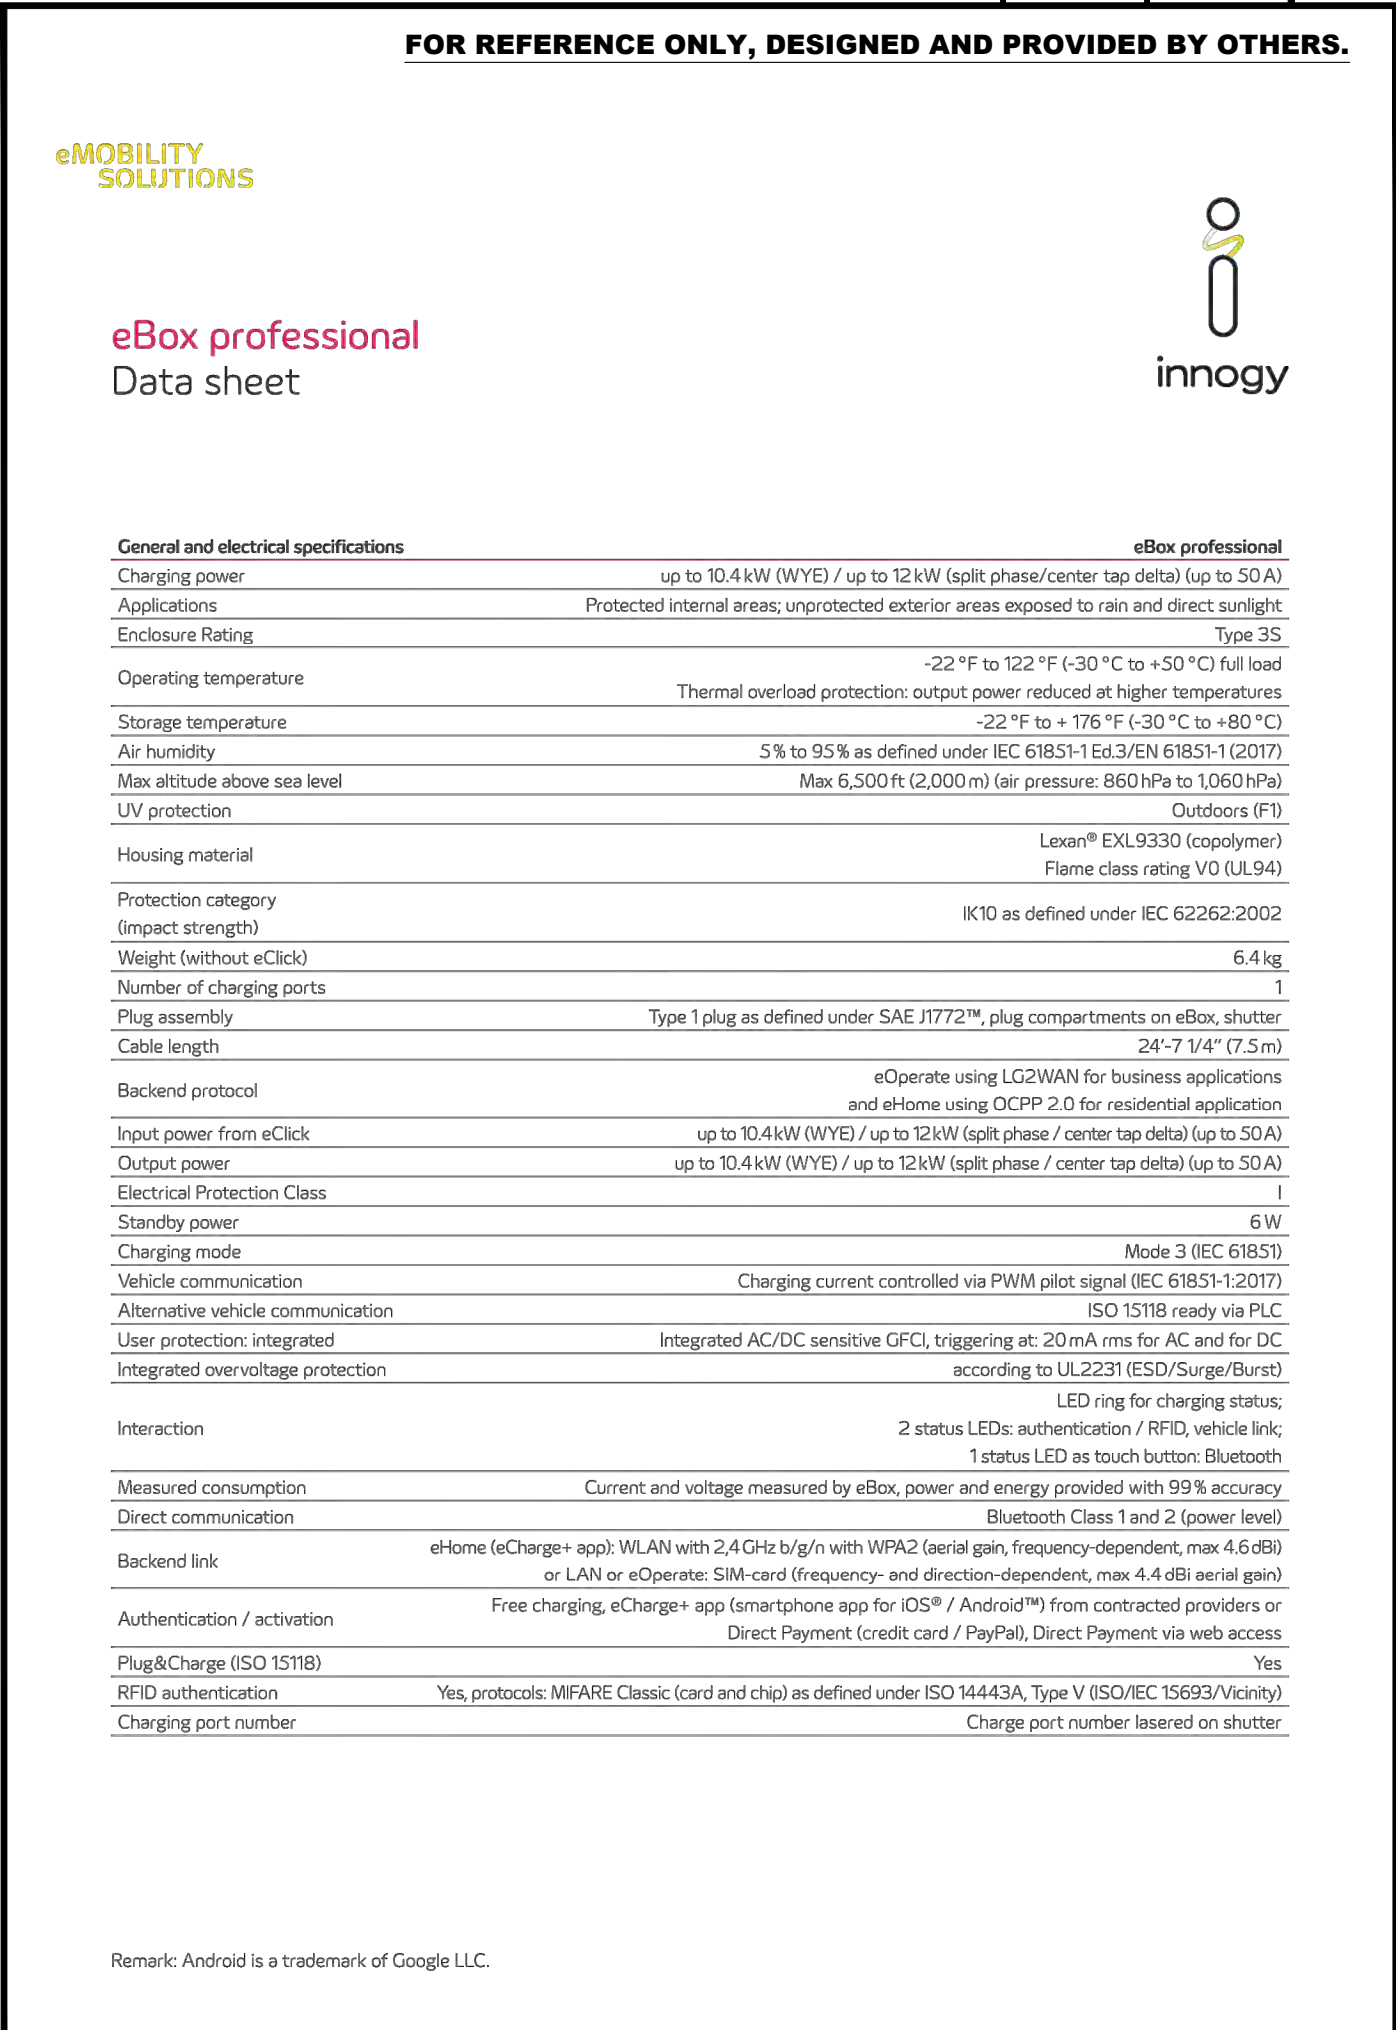 FOR REFERENCE ONLY, DESIGNED AND PROVIDED BY OTHERS.
eMOBILITY
SOLUTIONS
innogy
eBox professional
Data sheet
General and electrical specifications eBox professional
Charging power up to 10.4 kW (WYE) / up to 12 kW (split phase/center tap delta) (up to 50 A)
Applications Protected internal areas; unprotected exterior areas exposed to rain and direct sunlight
Enclosure Rating Type 3S
Operating temperature -22 °F to 122 °F (-30 °C to +50 °C) full load
Thermal overload protection: output power reduced at higher temperatures
Storage temperature -22 °F to + 176 °F (-30 °C to +80 °C)
Air humidity 5 % to 95 % as defined under IEC 61851-1 Ed.3/EN 61851-1 (2017)
Max altitude above sea level Max 6,500 ft (2,000 m) (air pressure: 860 hPa to 1,060 hPa)
UV protection Outdoors (F1)
Housing material Lexan® EXL9330 (copolymer)
Flame class rating V0 (UL94)
Protection category
(impact strength) IK10 as defined under IEC 62262:2002
Weight (without eClick) 6.4 kg
Number of charging ports 1
Plug assembly Type 1 plug as defined under SAE J1772™, plug compartments on eBox, shutter
Cable length 24’-7 1/4” (7.5 m)
Backend protocol eOperate using LG2WAN for business applications
and eHome using OCPP 2.0 for residential application
Input power from eClick up to 10.4 kW (WYE) / up to 12 kW (split phase / center tap delta) (up to 50 A)
Output power up to 10.4 kW (WYE) / up to 12 kW (split phase / center tap delta) (up to 50 A)
Electrical Protection Class I
Standby power 6 W
Charging mode Mode 3 (IEC 61851)
Vehicle communication Charging current controlled via PWM pilot signal (IEC 61851-1:2017)
Alternative vehicle communication ISO 15118 ready via PLC
User protection: integrated Integrated AC/DC sensitive GFCI, triggering at: 20 mA rms for AC and for DC
Integrated overvoltage protection according to UL2231 (ESD/Surge/Burst)
Interaction LED ring for charging status;
2 status LEDs: authentication / RFID, vehicle link;
1 status LED as touch button: Bluetooth
Measured consumption Current and voltage measured by eBox, power and energy provided with 99 % accuracy
Direct communication Bluetooth Class 1 and 2 (power level)
Backend link eHome (eCharge+ app): WLAN with 2,4 GHz b/g/n with WPA2 (aerial gain, frequency-dependent, max 4.6 dBi)
or LAN or eOperate: SIM-card (frequency- and direction-dependent, max 4.4 dBi aerial gain)
Authentication / activation Free charging, eCharge+ app (smartphone app for iOS® / Android™) from contracted providers or
Direct Payment (credit card / PayPal), Direct Payment via web access
Plug&Charge (ISO 15118) Yes
RFID authentication Yes, protocols: MIFARE Classic (card and chip) as defined under ISO 14443A, Type V (ISO/IEC 15693/Vicinity)
Charging port number Charge port number lasered on shutter
Remark: Android is a trademark of Google LLC.